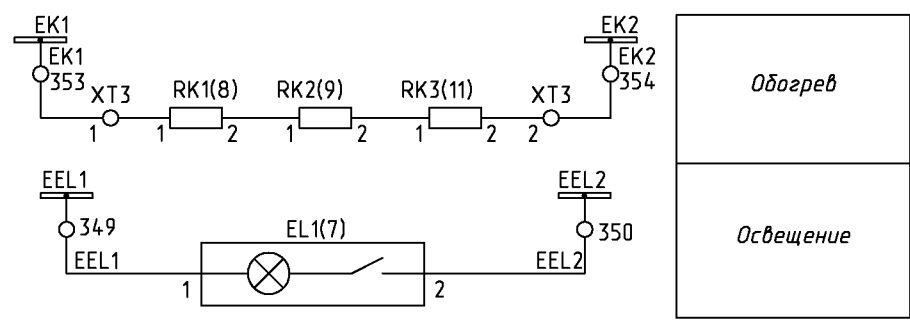 EK1
EK2
EK1
EK2
353
354
XT3
RK1(8)
RK2(9)
RK3(11)
XT3
Обогрев
1
1
2
1
2
1
2
2
EEL1
EEL2
349
EL1(7)
350
Освещение
EEL1
EEL2
1
2